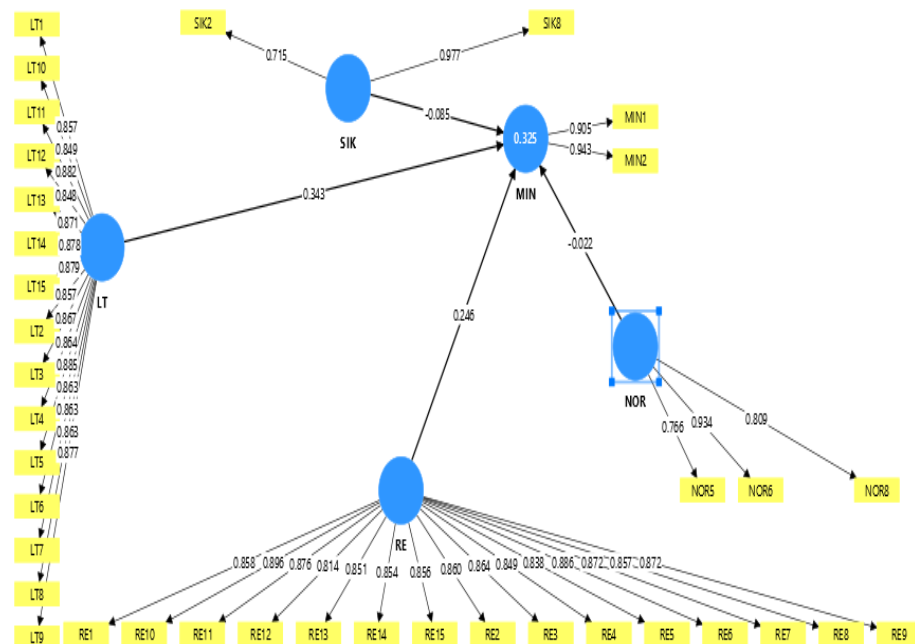 LT1
SIK2
SIK8
0.715
0.977
LT10
LT11
LT12
LT13
LT14
LT15
LT2
LT3
LT4
LT5
LT6
LT7
LT8
LT9
0.857
0.849
0.882
0.848
0.871
0.878
0.879
0.857
0.867
0.864
0.885
0.863
0.863
0.863
0.877
LT
SIK
-0.085
0.343
0.325
MIN
0.905
0.943
MIN1
MIN2
-0.022
0.246
NOR
0.766
0.934
0.809
NOR5
NOR6
NOR8
RE
0.858
0.896
0.876
0.814
0.851
0.854
0.856
0.860
0.864
0.849
0.838
0.886
0.872
0.857
0.872
RE1
RE10
RE11
RE12
RE13
RE14
RE15
RE2
RE3
RE4
RE5
RE6
RE7
RE8
RE9